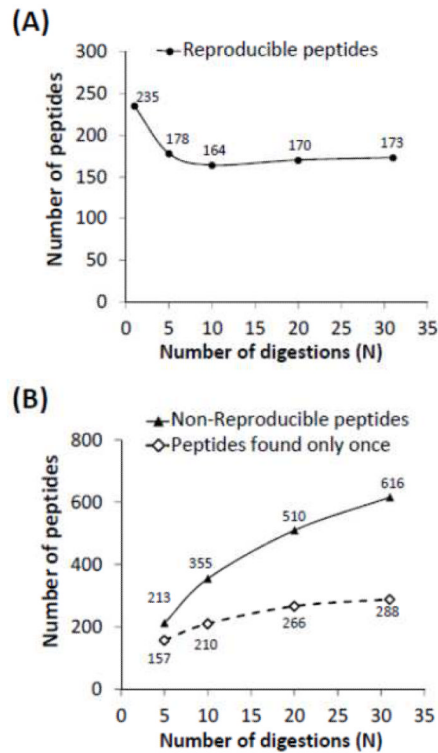 (A)
Reproducible peptides
Number of peptides
300
250
200
150
100
50
0
235
178
164
170
173
0 5 10 15 20 25 30 35
Number of digestions (N)
(B)
Non-Reproducible peptides
Peptides found only once
Number of peptides
800
600
400
200
0
213
355
510
616
157
210
266
288
0 5 10 15 20 25 30 35
Number of digestions (N)